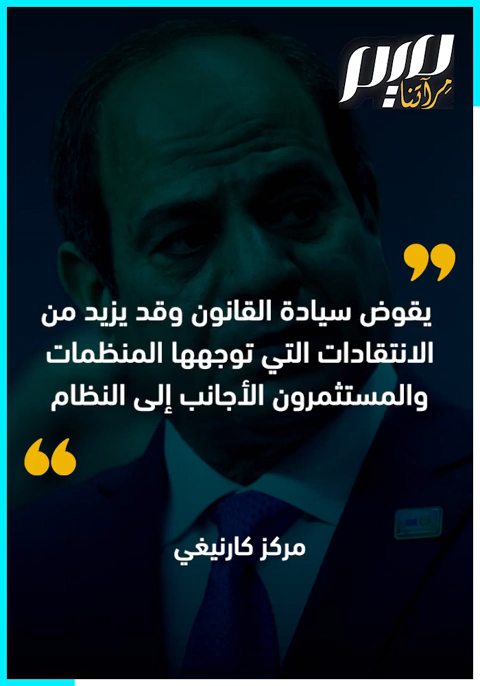 مرآتنا
”
يقوض سيادة القانون وقد يزيد من
الانتقادات التي توجهها المنظمات
والمستثمرون الأجانب إلى النظام
“
مركز كارنيغي